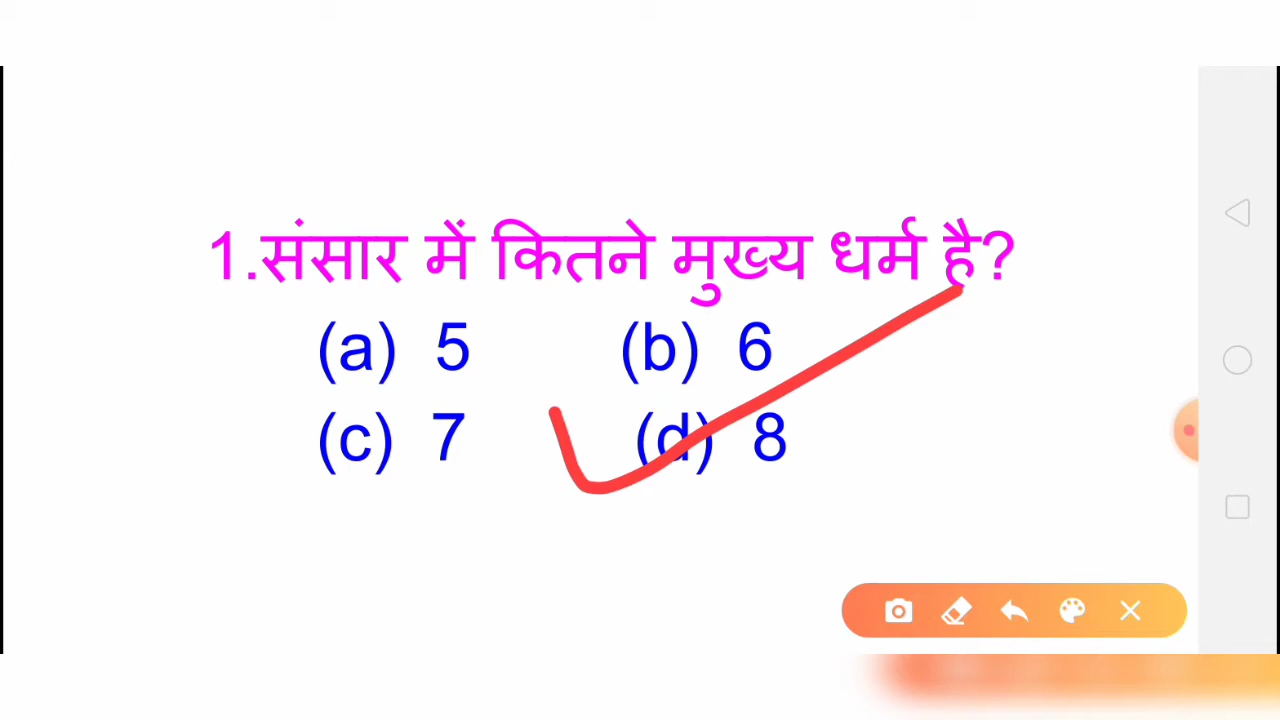 1.संसार में कितने मुख्य धर्म है?
(a) 5 (b) 6
(c) 7 (d) 8